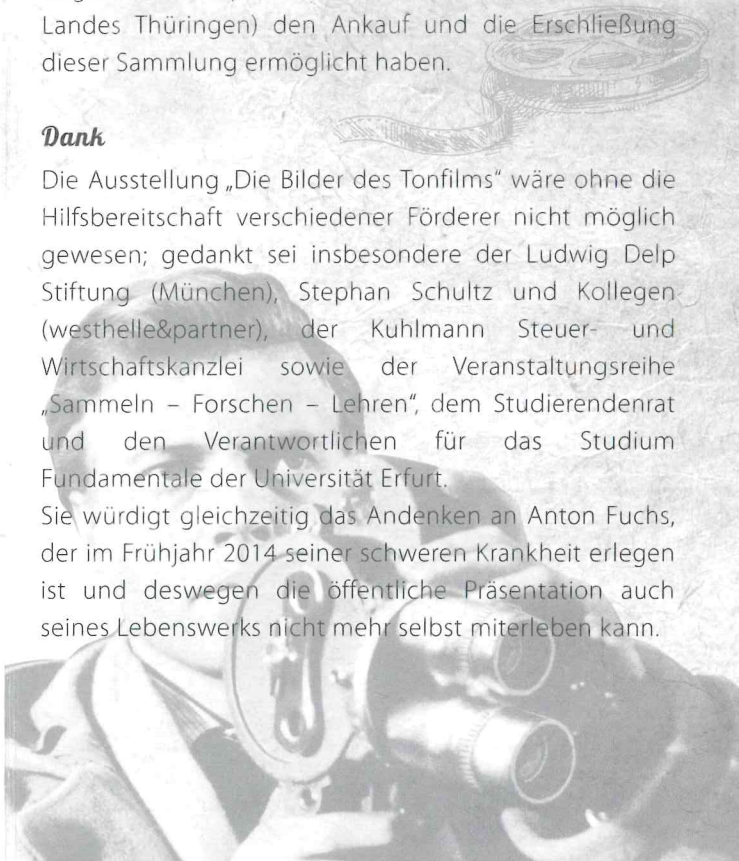 Landes Thüringen) den Ankauf und die Erschließung
dieser Sammlung ermöglicht haben.
Dank
Die Ausstellung „Die Bilder des Tonfilms“ wäre ohne die
Hilfsbereitschaft verschiedener Förderer nicht möglich
gewesen; gedankt sei insbesondere der Ludwig Delp
Stiftung (München), Stephan Schultz und Kollegen
(westhelle&partner), der Kuhlmann Steuer- und
Wirtschaftskanzlei sowie der Veranstaltungsreihe
„Sammeln – Forschen – Lehren“, dem Studierendenrat
und den Verantwortlichen für das Studium
Fundamentale der Universität Erfurt.
Sie würdigt gleichzeitig das Andenken an Anton Fuchs,
der im Frühjahr 2014 seiner schweren Krankheit erlegen
ist und deswegen die öffentliche Präsentation auch
seines Lebenswerks nicht mehr selbst miterleben kann.